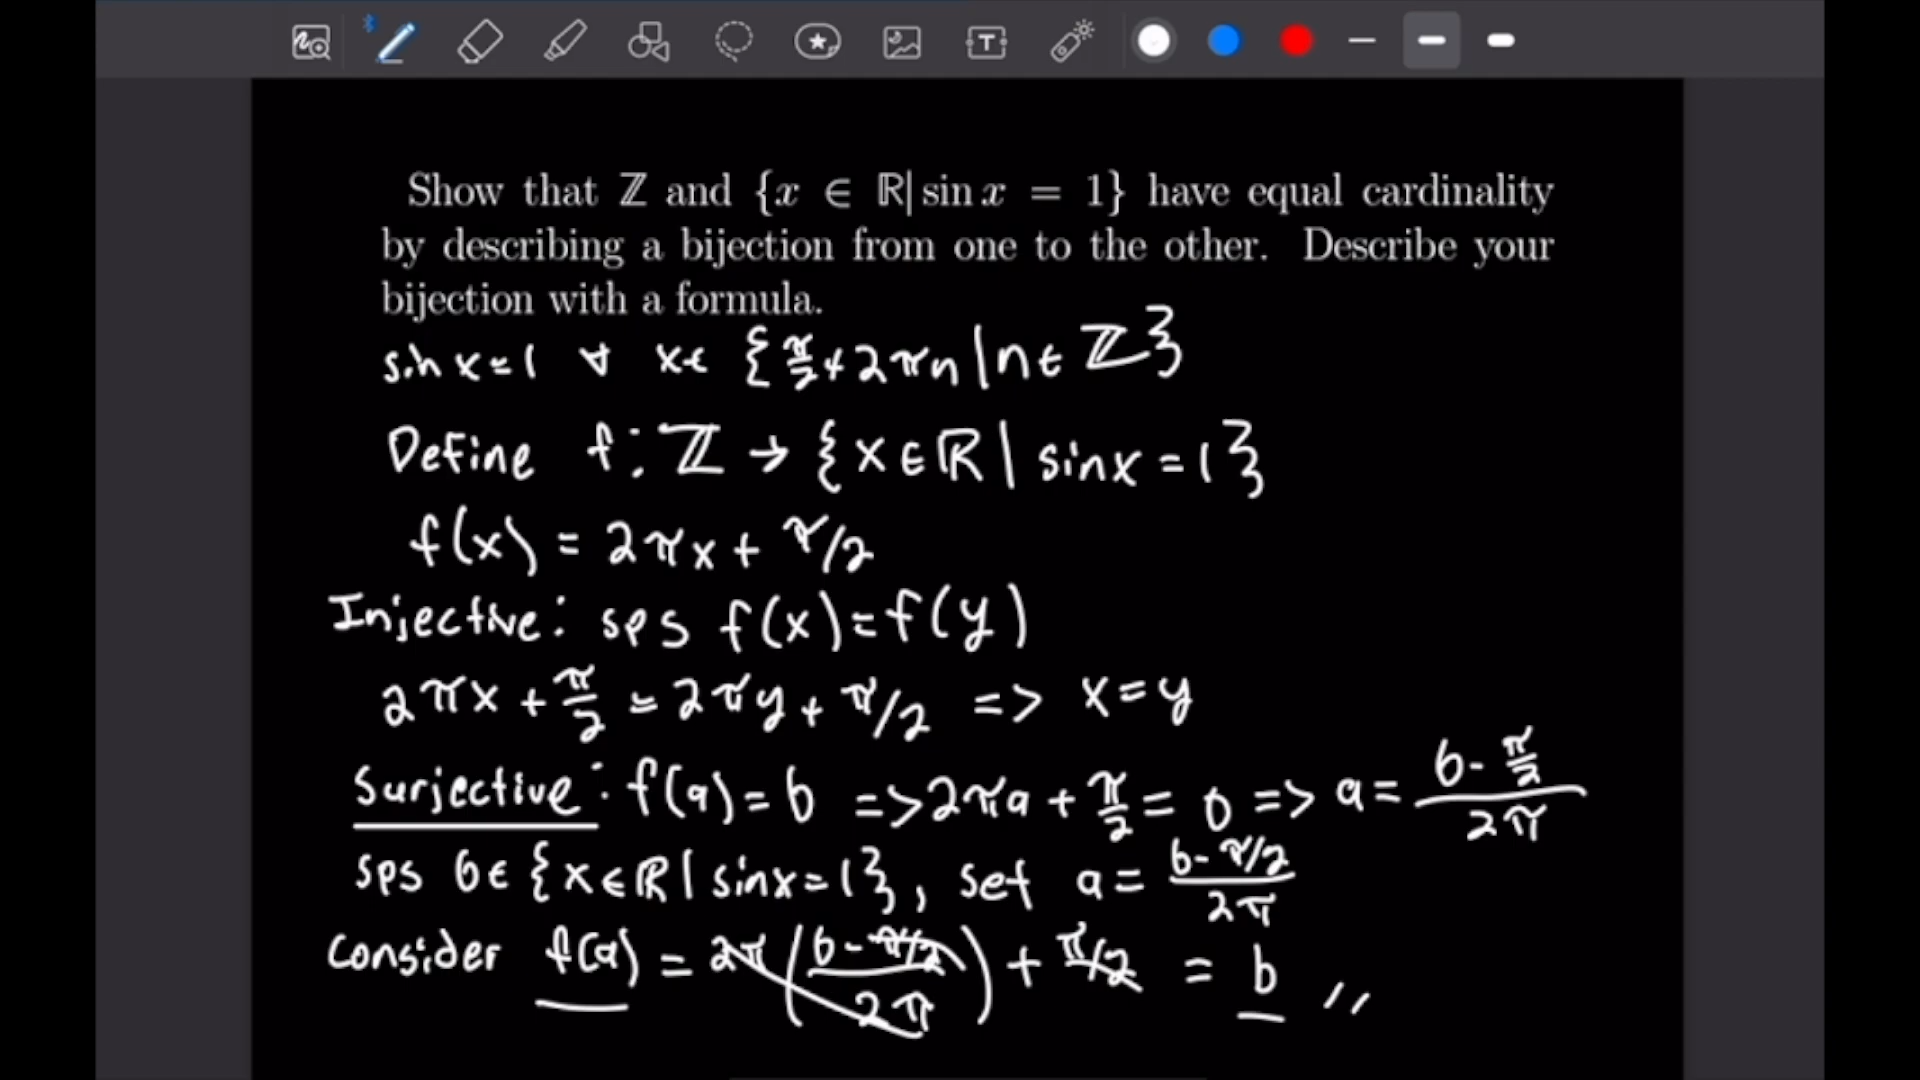 Show that ℤ and {x ∈ ℝ| sin x = 1} have equal cardinality
by describing a bijection from one to the other. Describe your
bijection with a formula.
sin x = 1 ∀ x ∈ {π/2 + 2πn | n ∈ ℤ}
Define f: ℤ → {x ∈ ℝ | sinx = 1}
f(x) = 2πx + π/2
Injective: sps f(x) = f(y)
2πx + π/2 = 2πy + π/2 => x = y
Surjective: f(a) = b => 2πa + π/2 = b => a = (b - π/2)/(2π)
sps b ∈ {x ∈ ℝ | sinx = 1}, set a = (b - π/2)/(2π)
Consider f(a) = 2π((b - π/2)/(2π)) + π/2 = b //